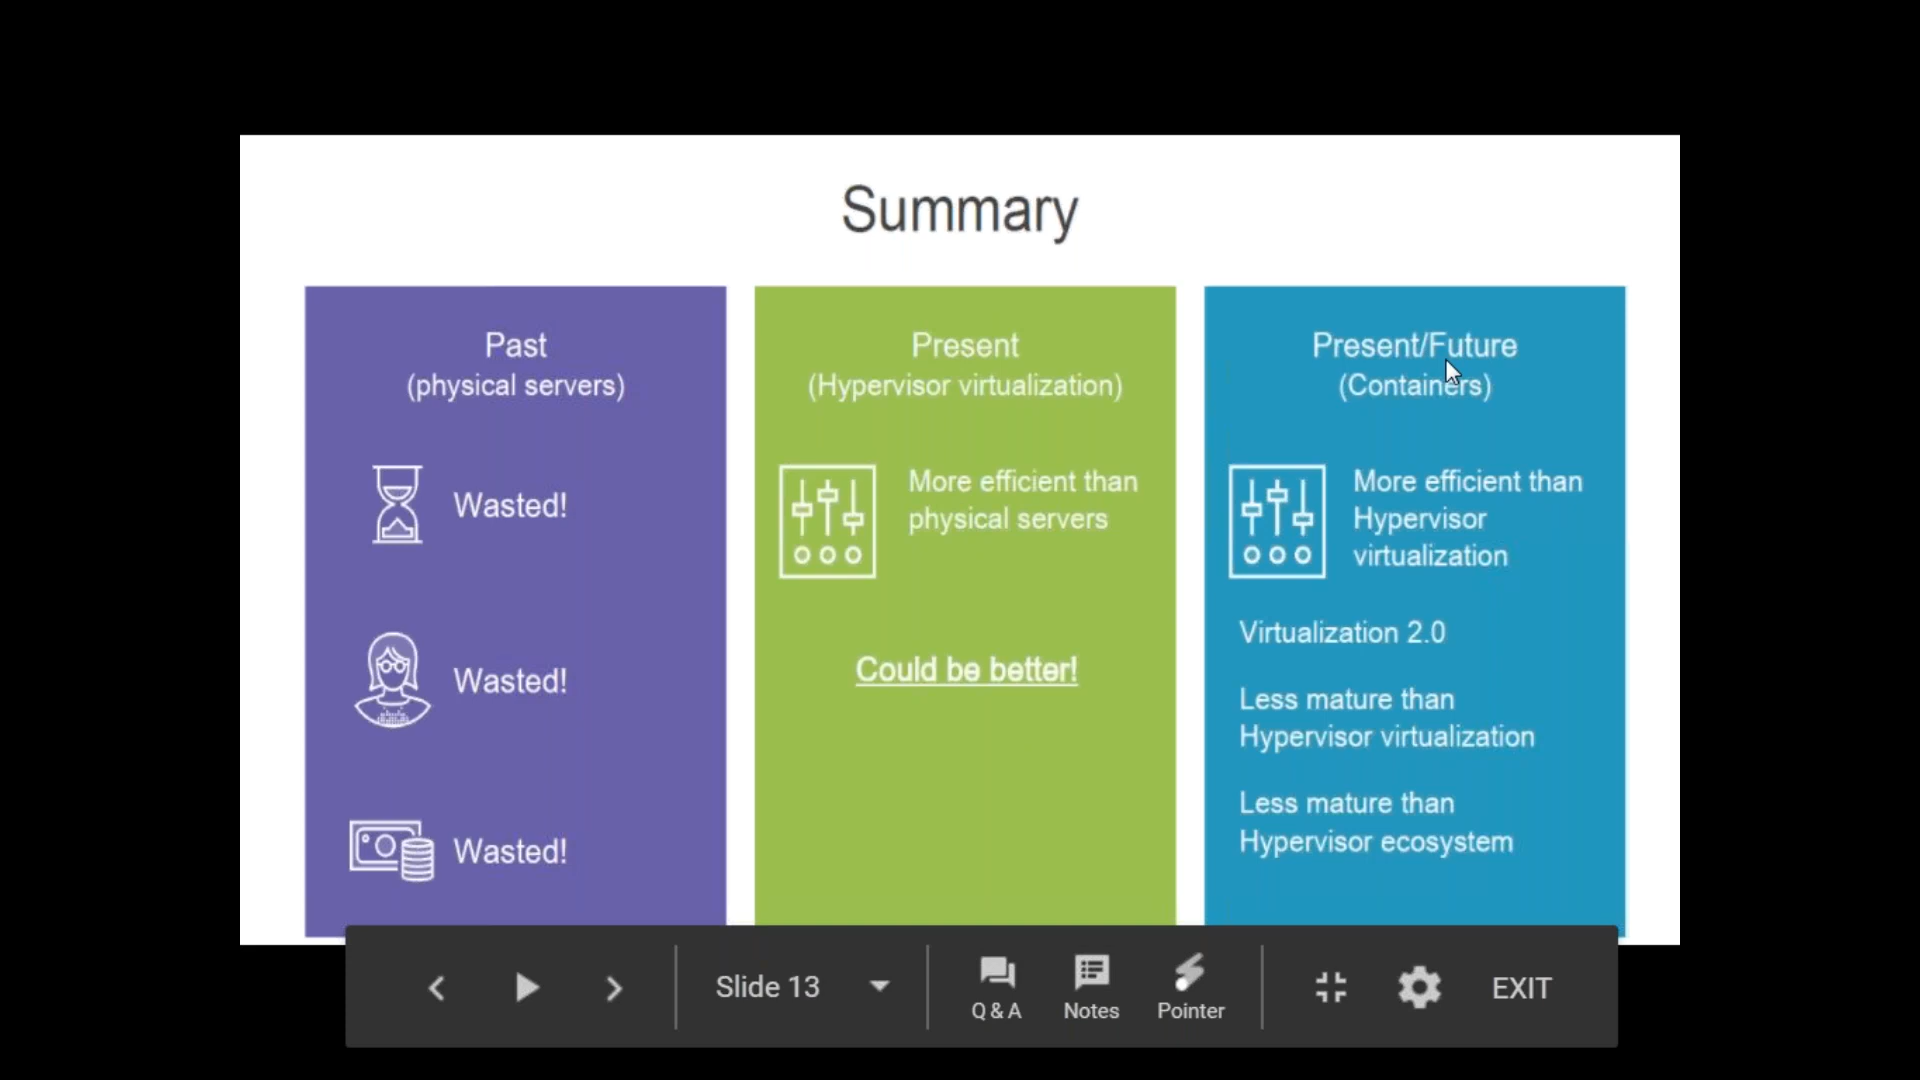 Summary
Past
(physical servers)
Wasted!
Wasted!
Wasted!
Present
(Hypervisor virtualization)
More efficient than
physical servers
Could be better!
Present/Future
(Containers)
More efficient than
Hypervisor
virtualization
Virtualization 2.0
Less mature than
Hypervisor virtualization
Less mature than
Hypervisor ecosystem
Slide 13
Q & A
Notes
Pointer
EXIT